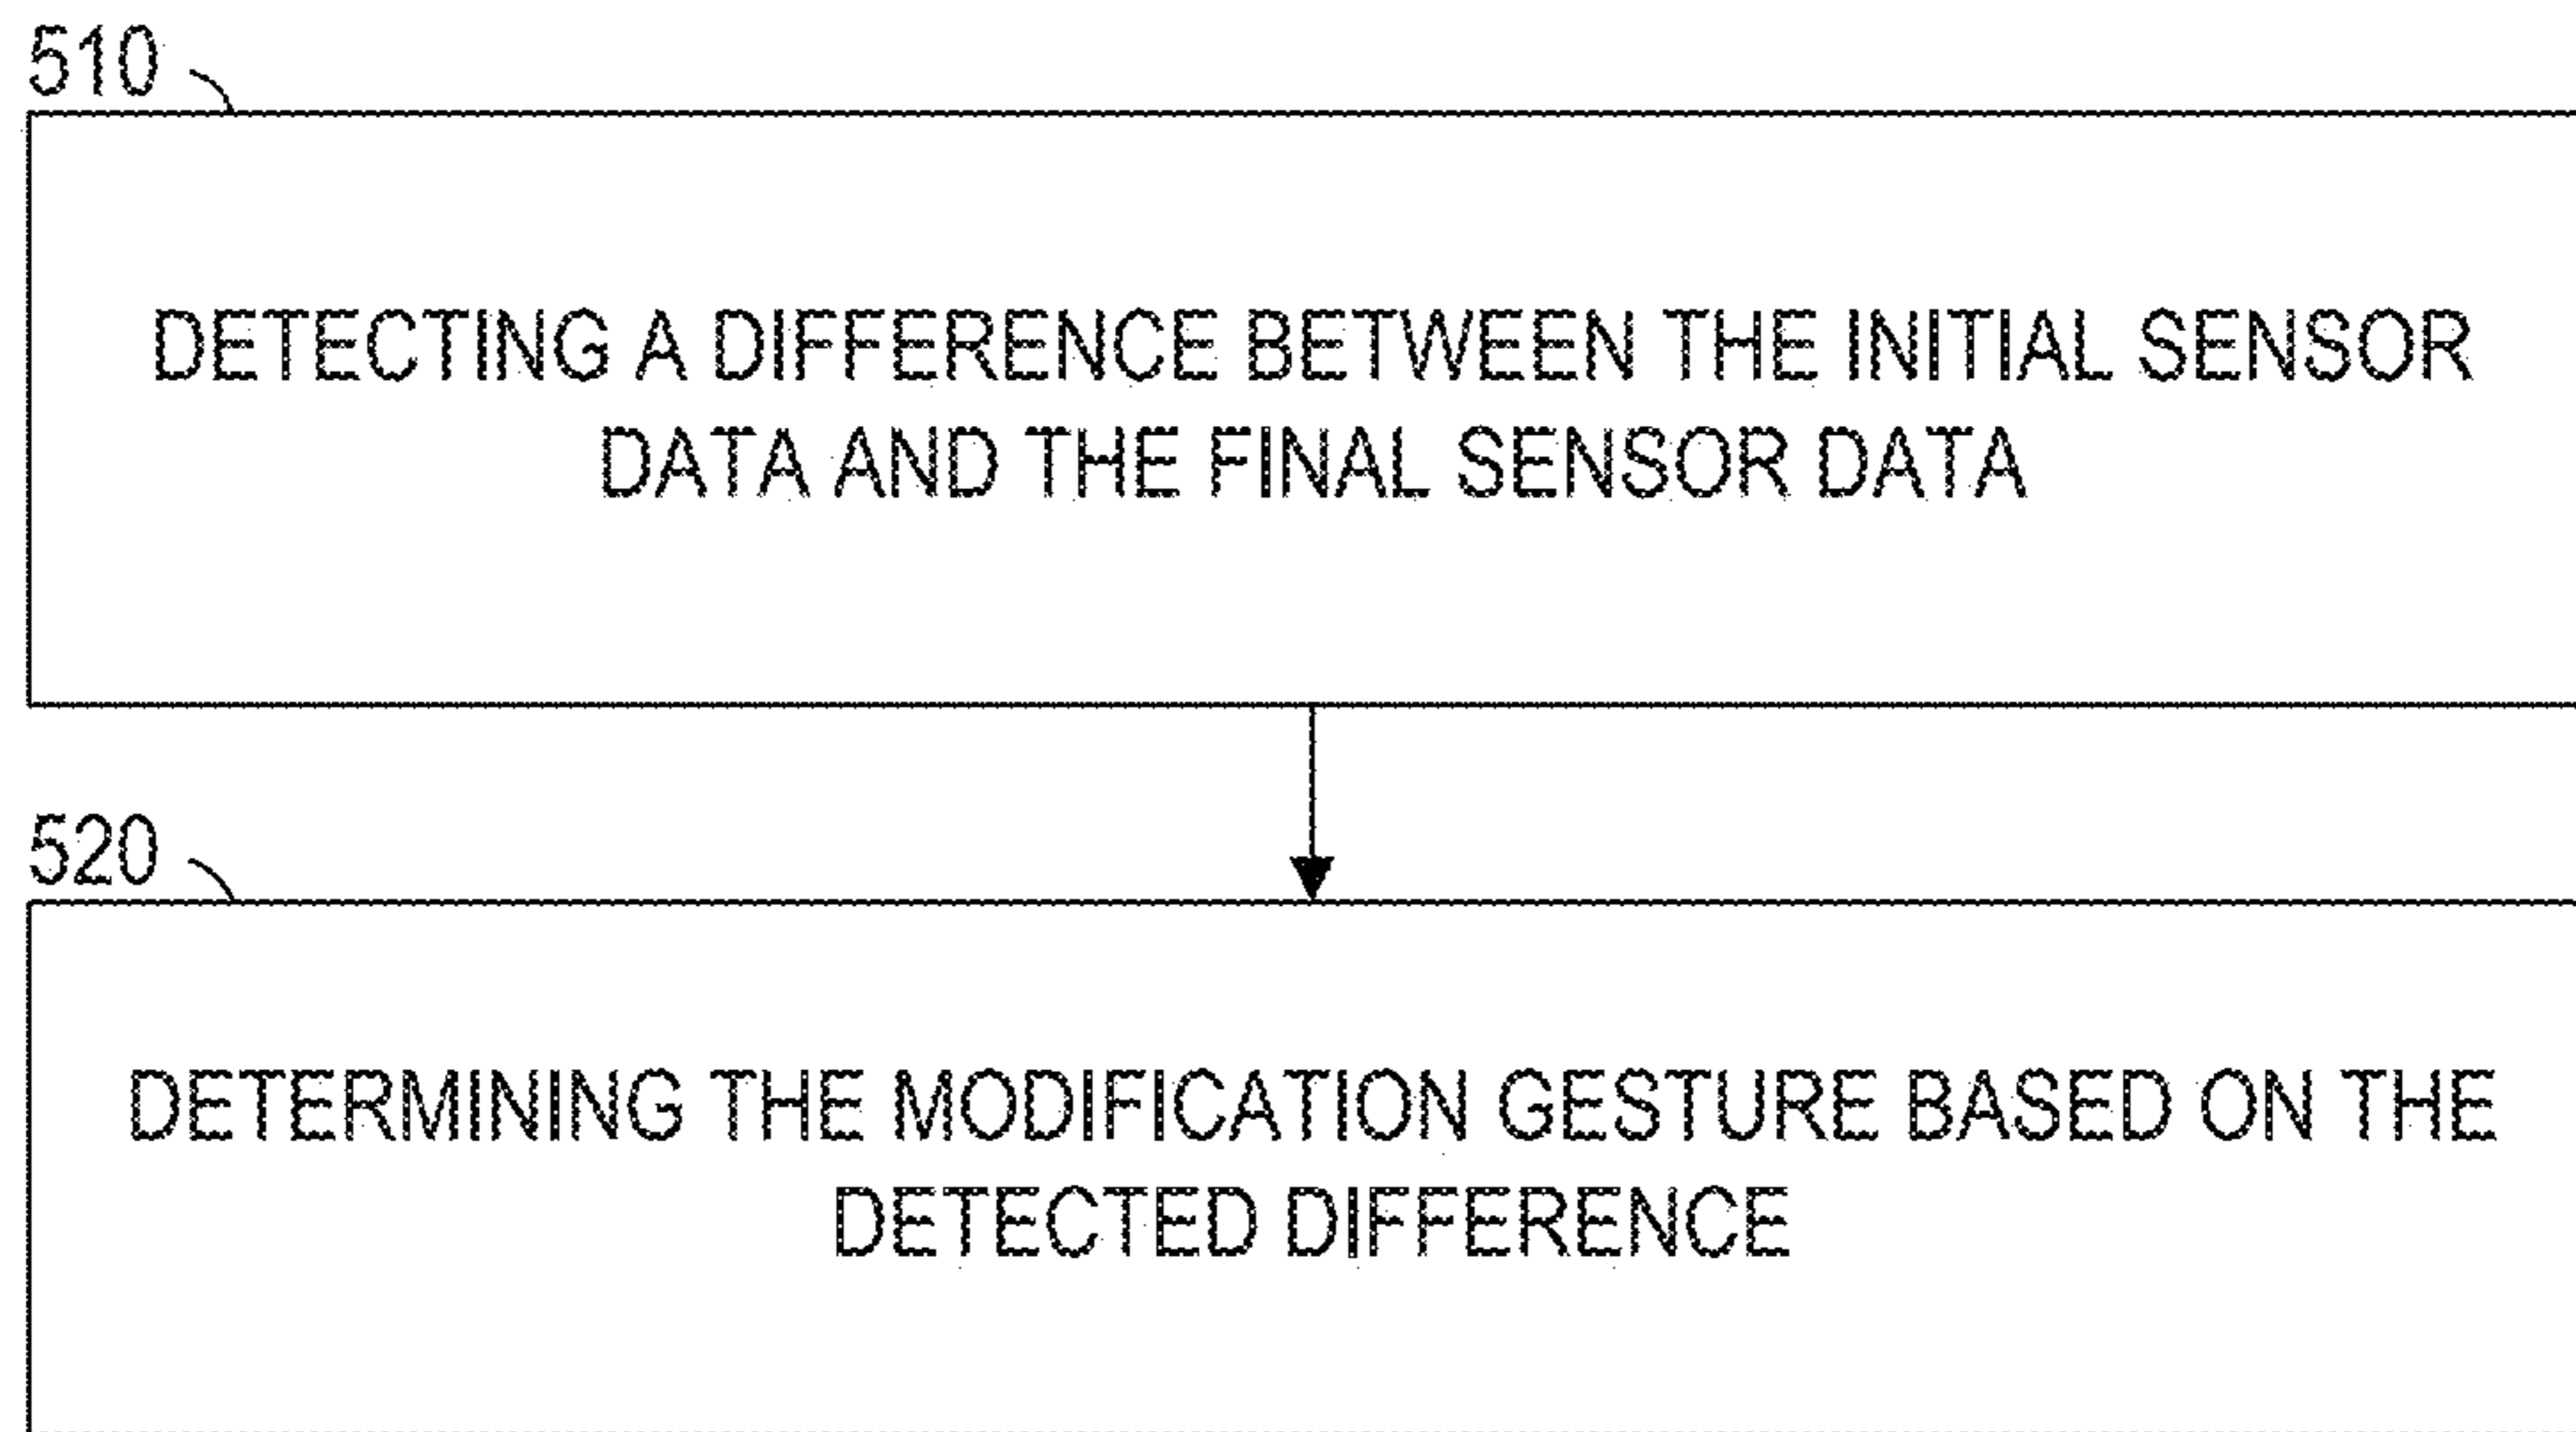 510
DETECTING A DIFFERENCE BETWEEN THE INITIAL SENSOR
DATA AND THE FINAL SENSOR DATA
520
DETERMINING THE MODIFICATION GESTURE BASED ON THE
DETECTED DIFFERENCE